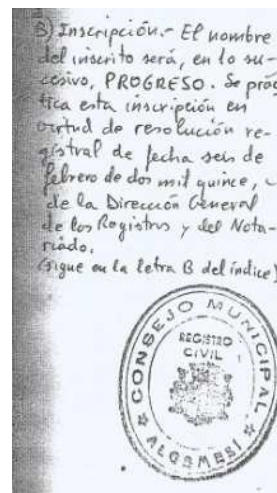 3) Inscripción.- El nombre
del inscrito será, en lo su-
cesivo, PROGRESO. Se prác
tica esta inscripción en
virtud de resolución re-
gistral de fecha seis de
febrero de dos mil quince,
de la Dirección General
de los Registros y del Nota-
riado.
(sigue en la letra B del índice)
CONSEJO MUNICIPAL
REGISTRO
CIVIL
ALGEMESI